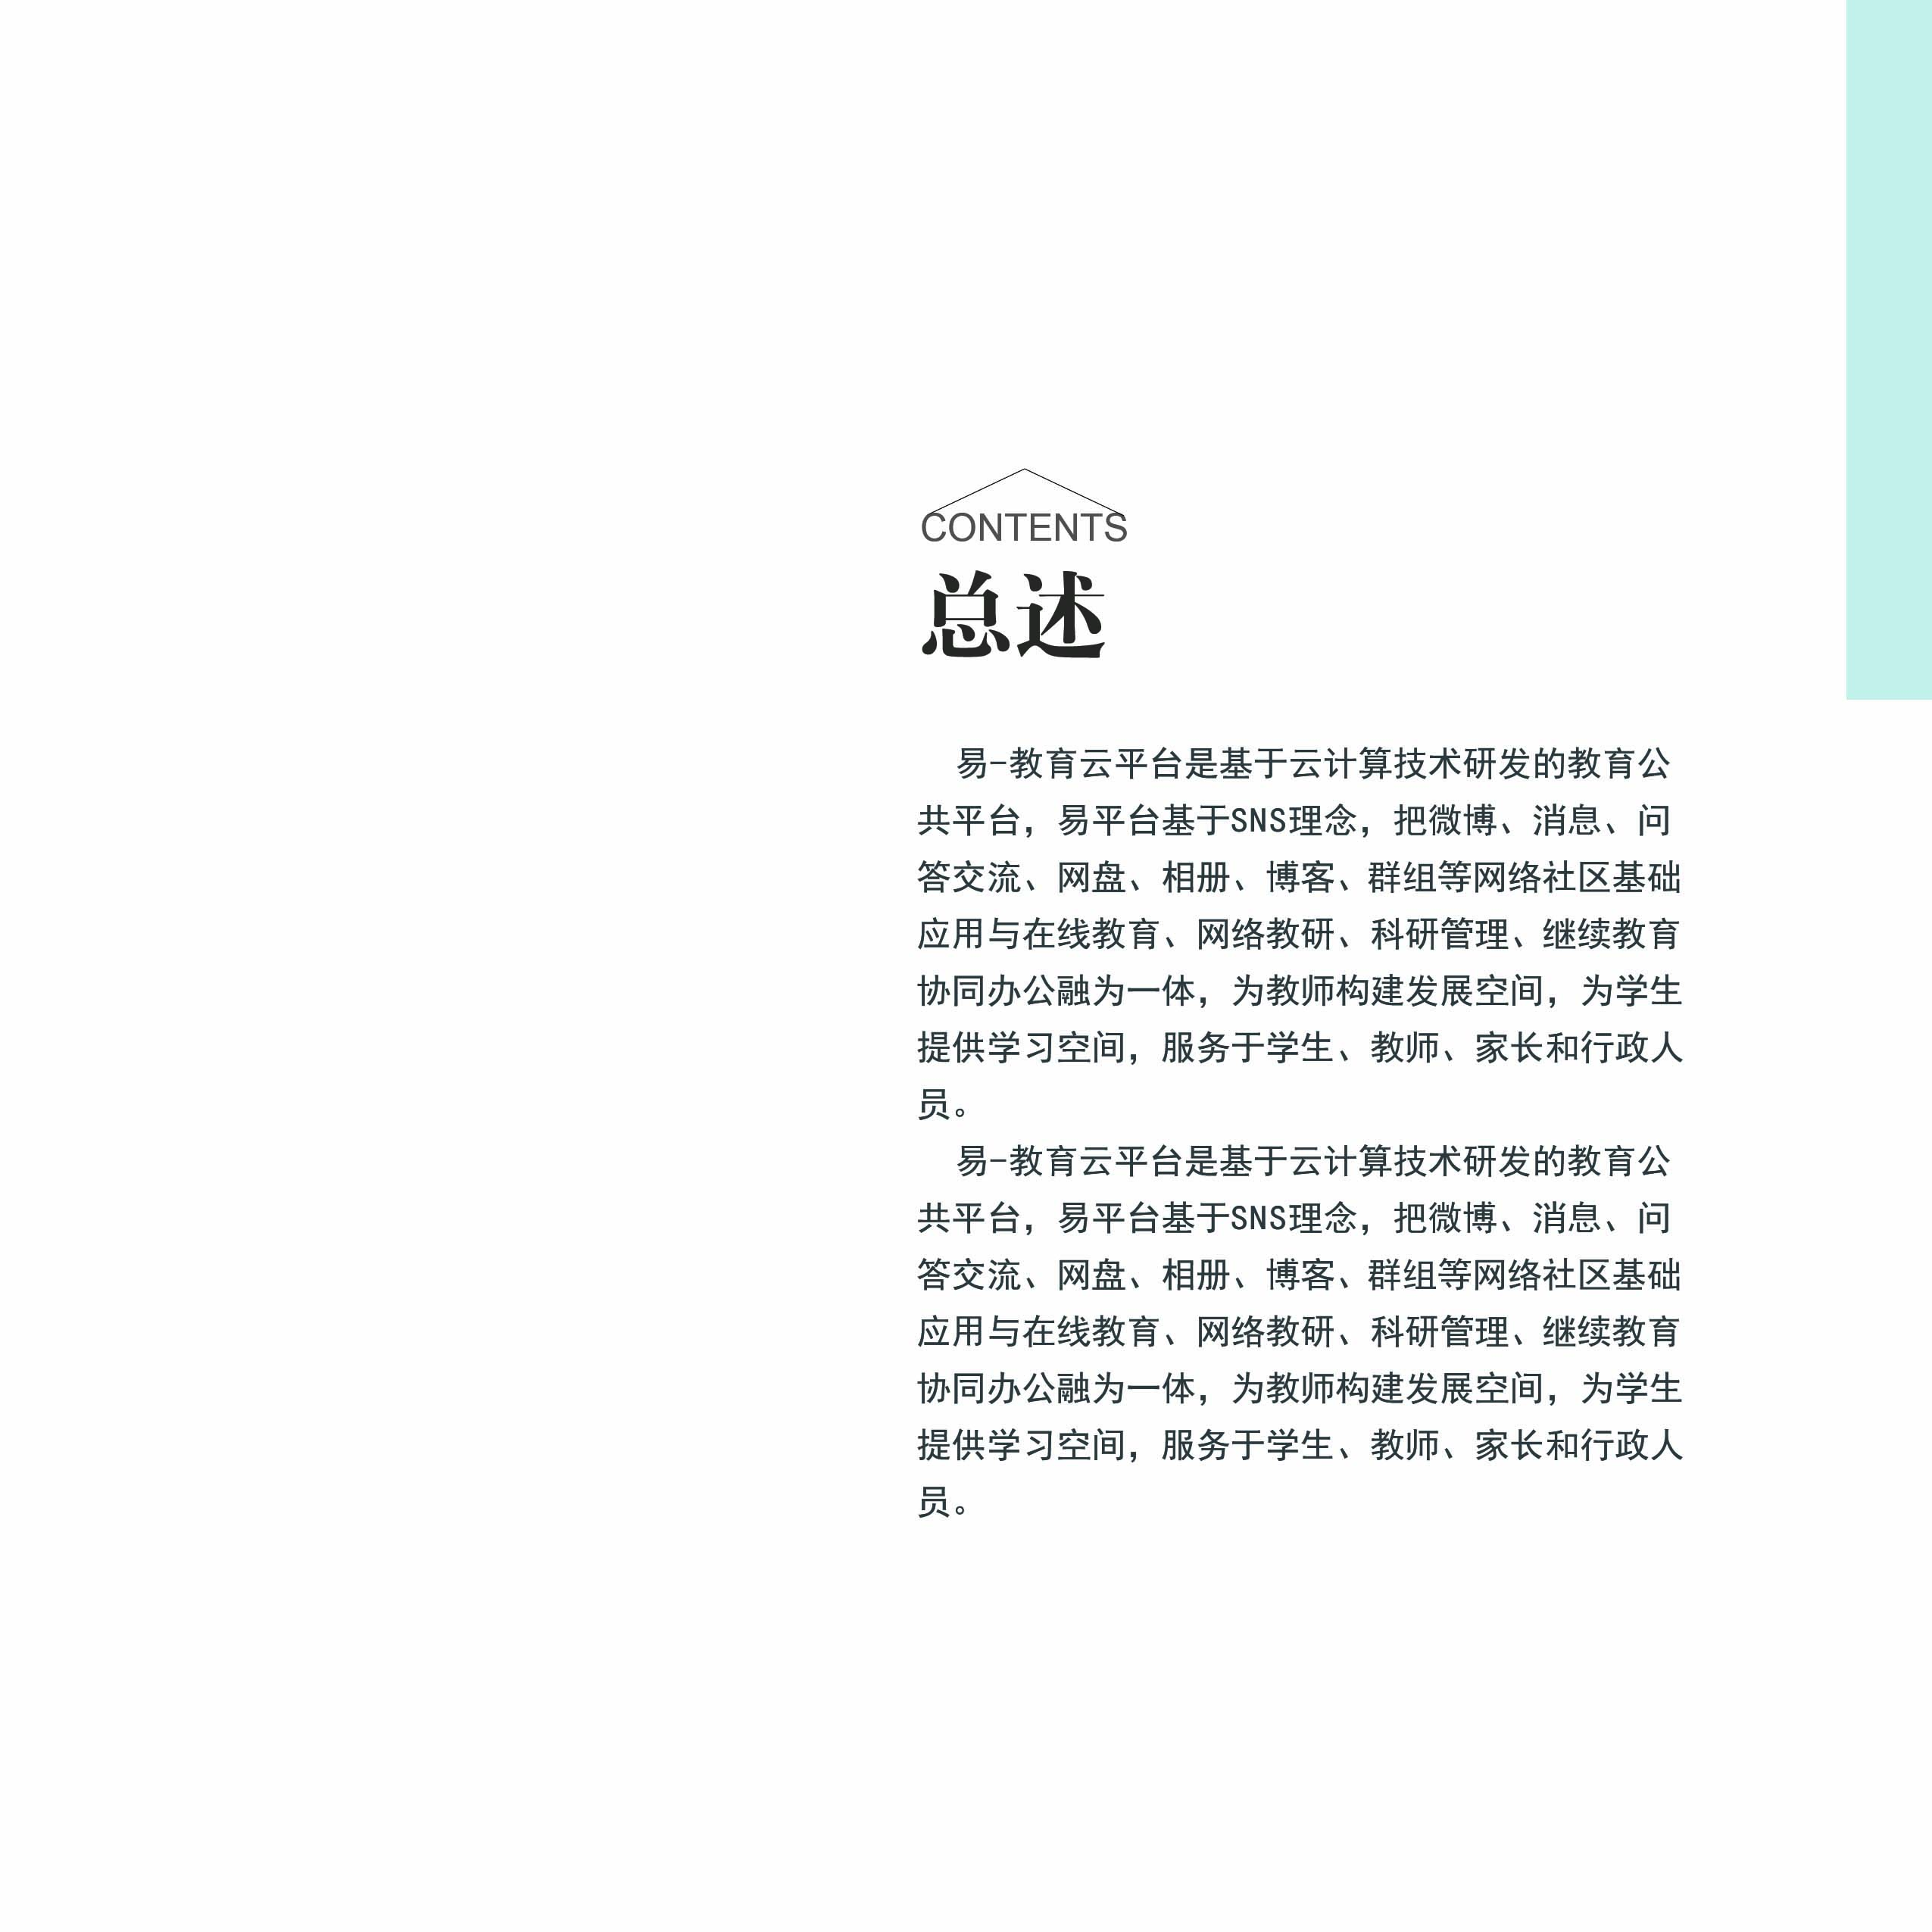 CONTENTS
总述
易-教育云平台是基于云计算技术研发的教育公
共平台，易平台基于SNS理念，把微博、消息、问
答交流、网盘、相册、博客、群组等网络社区基础
应用与在线教育、网络教研、科研管理、继续教育
协同办公融为一体，为教师构建发展空间，为学生
提供学习空间，服务于学生、教师、家长和行政人
员。
易-教育云平台是基于云计算技术研发的教育公
共平台，易平台基于SNS理念，把微博、消息、问
答交流、网盘、相册、博客、群组等网络社区基础
应用与在线教育、网络教研、科研管理、继续教育
协同办公融为一体，为教师构建发展空间，为学生
提供学习空间，服务于学生、教师、家长和行政人
员。